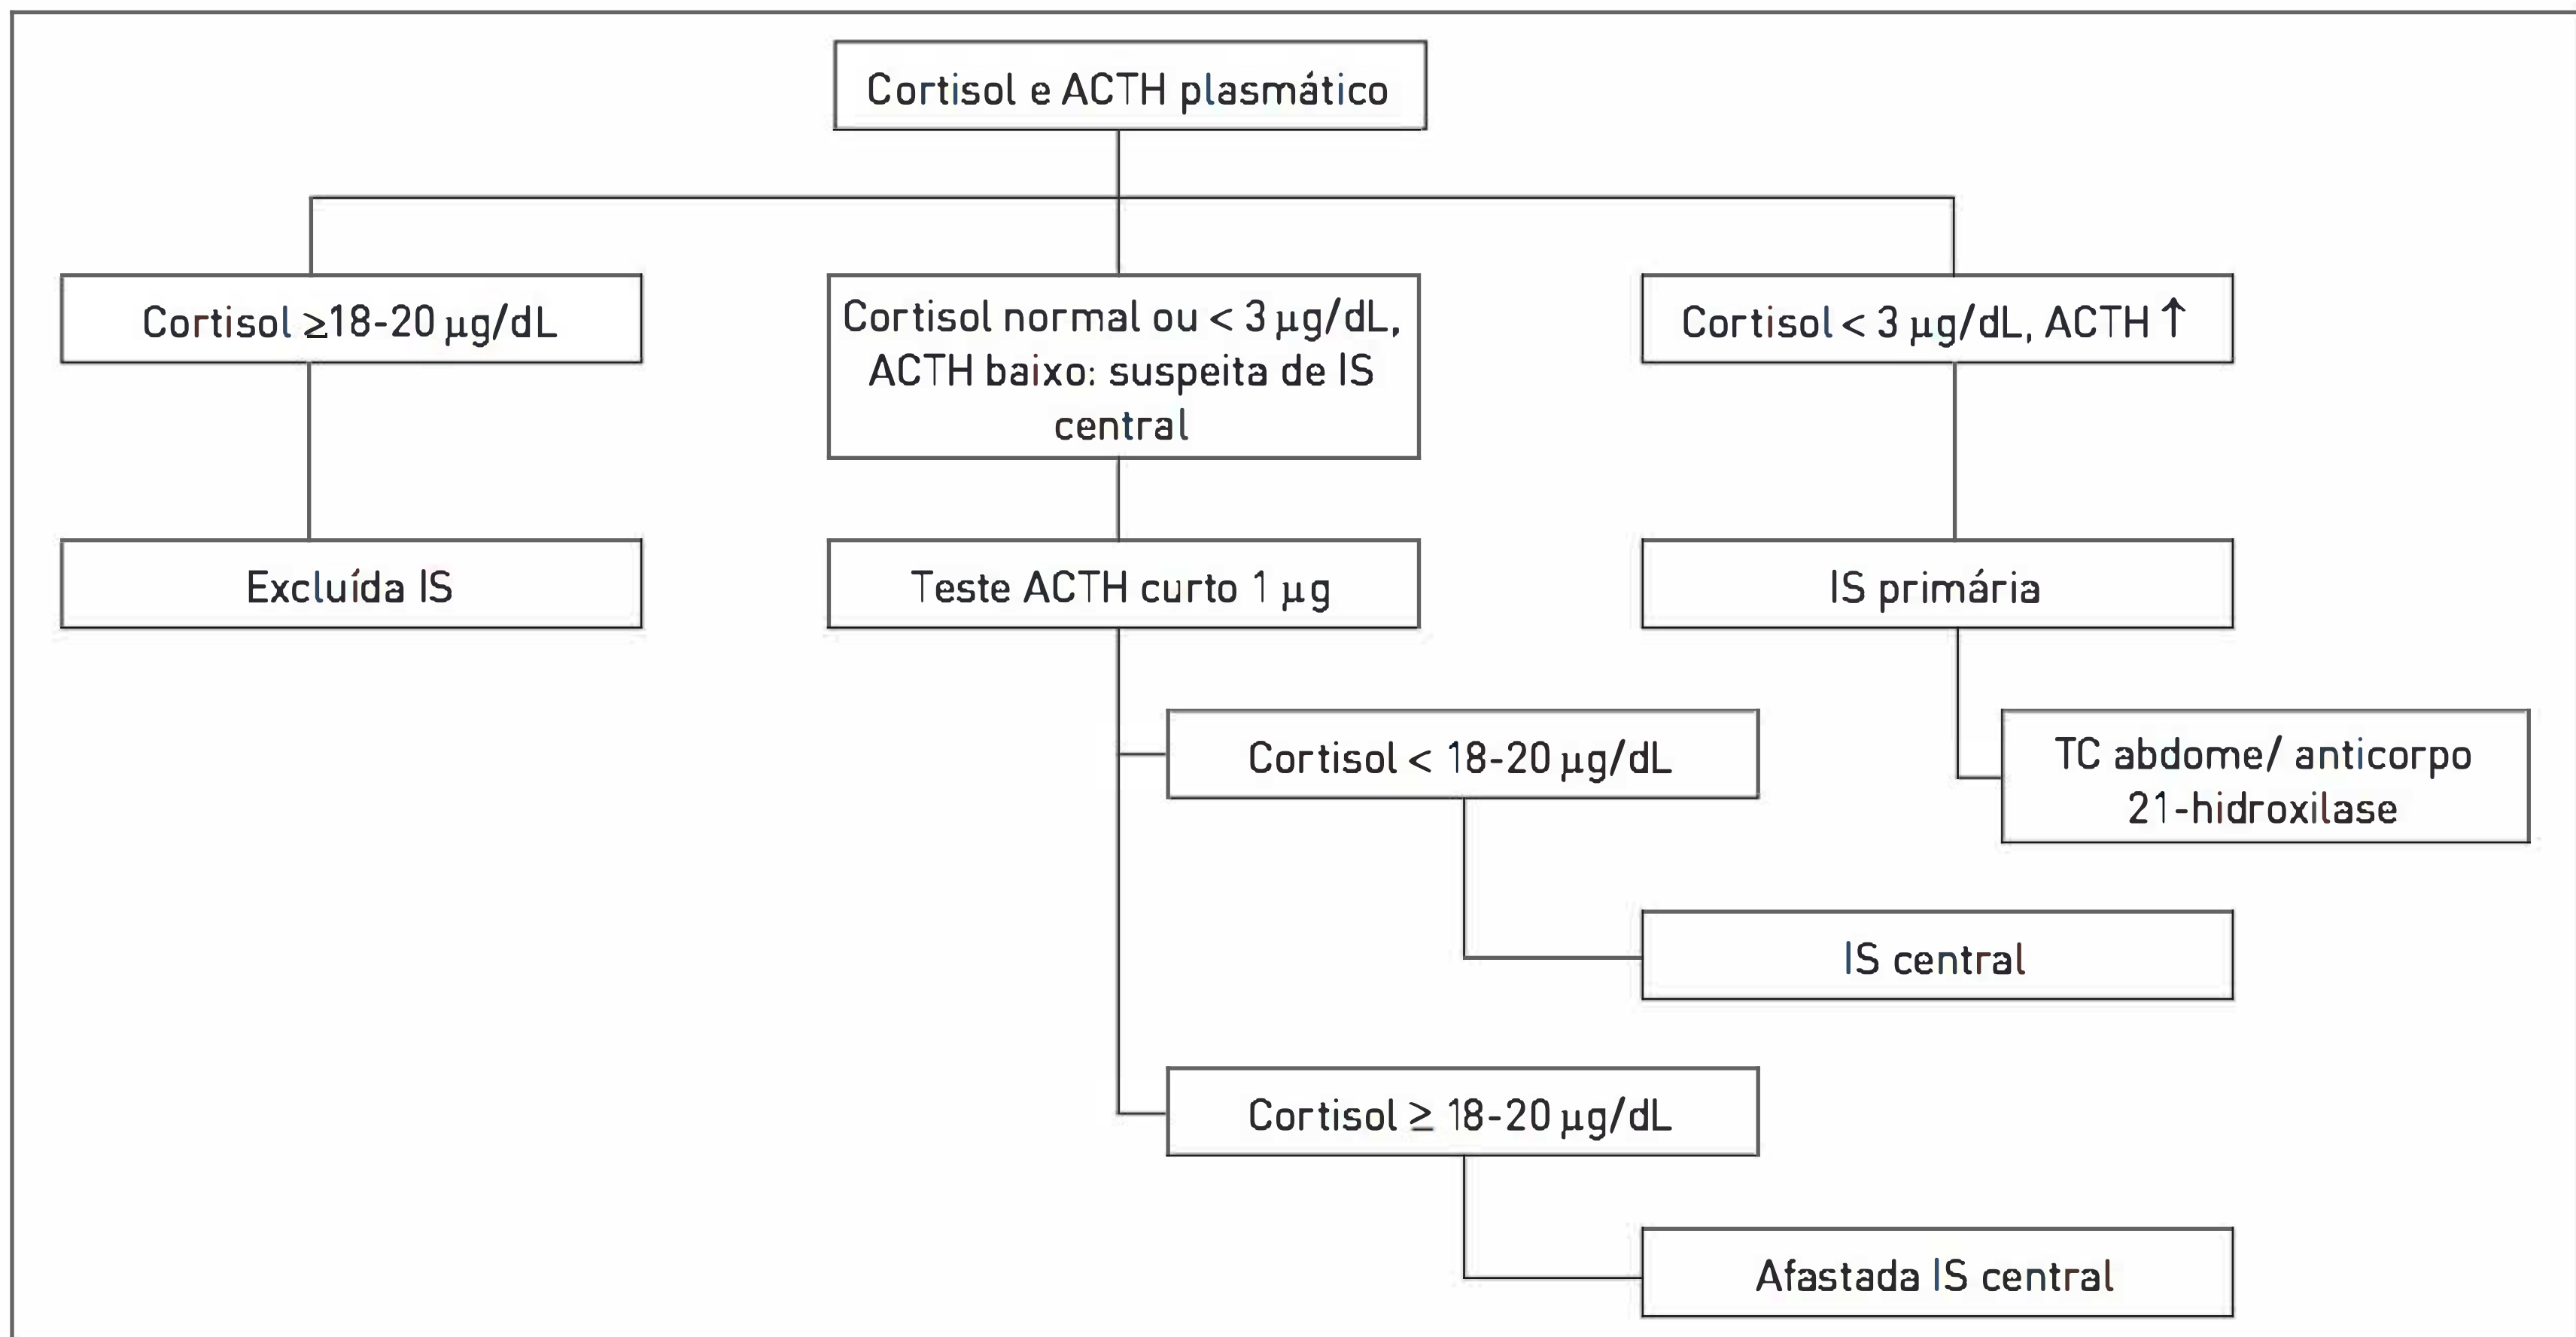 Cortisol e ACTH plasmático
Cortisol ≥18-20 µg/dL
Cortisol normal ou < 3 µg/dL,
ACTH baixo: suspeita de IS
central
Cortisol < 3 µg/dL, ACTH ↑
Excluída IS
Teste ACTH curto 1 µg
IS primária
Cortisol < 18-20 µg/dL
TC abdome/ anticorpo
21-hidroxilase
IS central
Cortisol ≥ 18-20 µg/dL
Afastada IS central